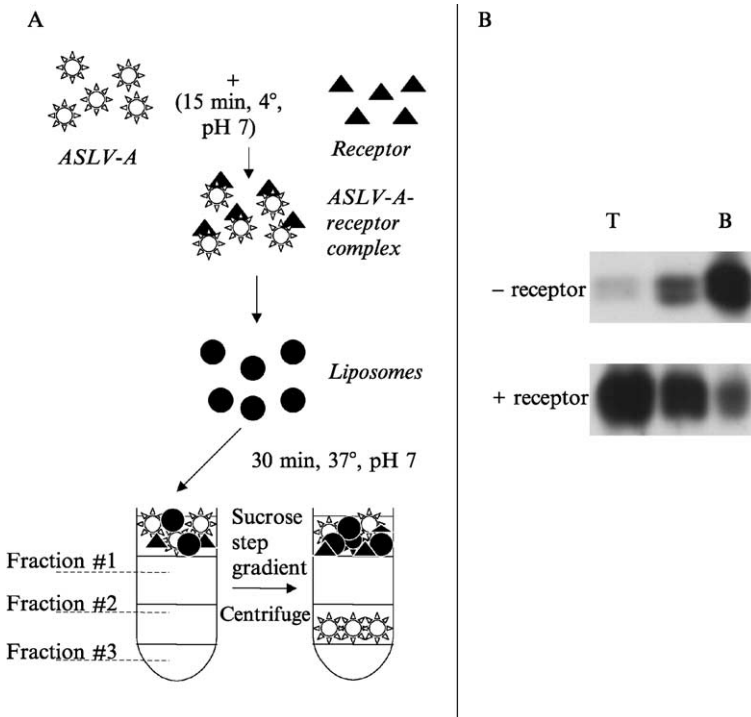 A
+
(15 min, 4°,
pH 7)
ASLV-A
Receptor
ASLV-A-
receptor
complex
Liposomes
30 min, 37°, pH 7
Sucrose
step
gradient
Centrifuge
Fraction #1
Fraction #2
Fraction #3
B
T B
– receptor
+ receptor